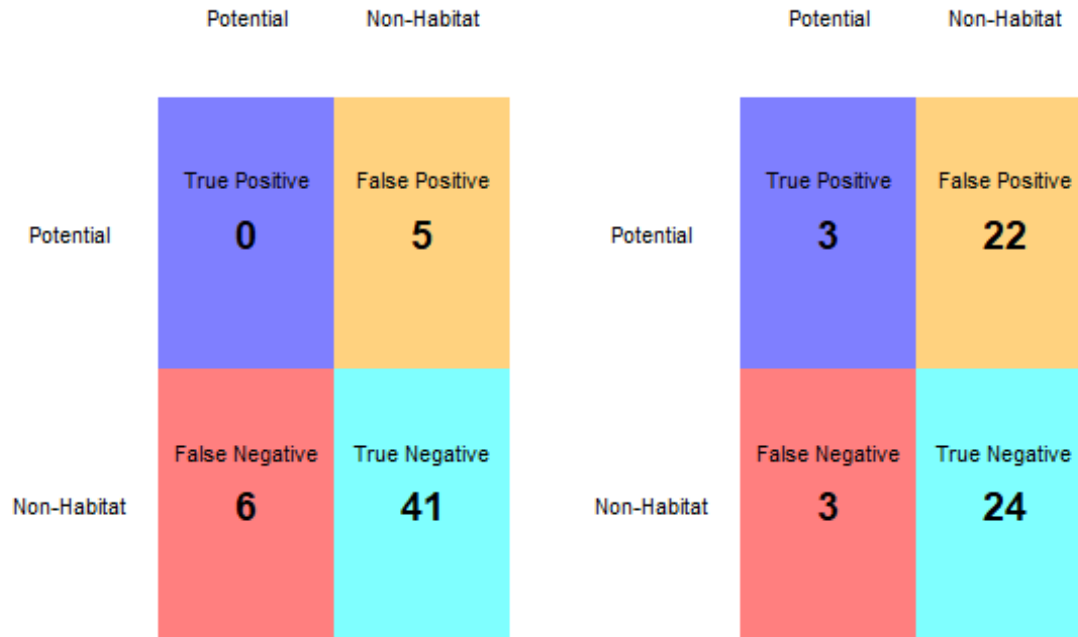 Potential Non-Habitat Potential Non-Habitat
True Positive False Positive True Positive False Positive
Potential 0 5 Potential 3 22
False Negative True Negative False Negative True Negative
Non-Habitat 6 41 Non-Habitat 3 24